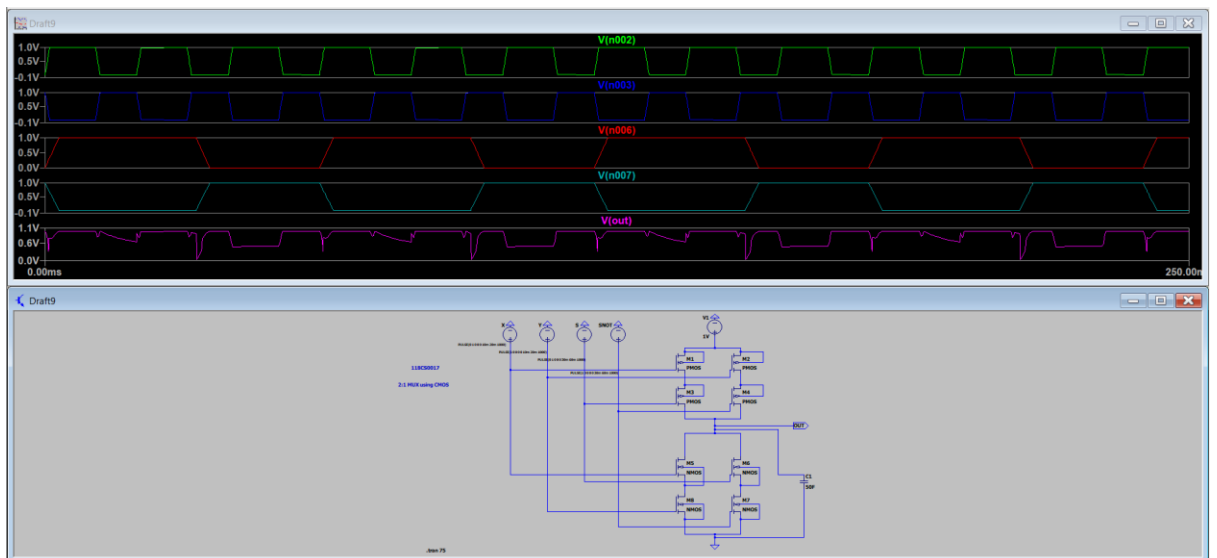 Draft9
V(n002)
1.0V
0.5V
-0.1V
V(n003)
1.0V
0.5V
-0.1V
V(n006)
1.0V
0.5V
0.0V
V(n007)
1.0V
0.5V
-0.1V
V(out)
1.1V
0.6V
0.0V
0.00ms
250.00n
Draft9
X
Y
S
SNOT
V1
1V
118CS0017
2:1 MUX using CMOS
M1
PMOS
M2
PMOS
M3
PMOS
M4
PMOS
OUT
M5
NMOS
M6
NMOS
M8
NMOS
M7
NMOS
C1
50P